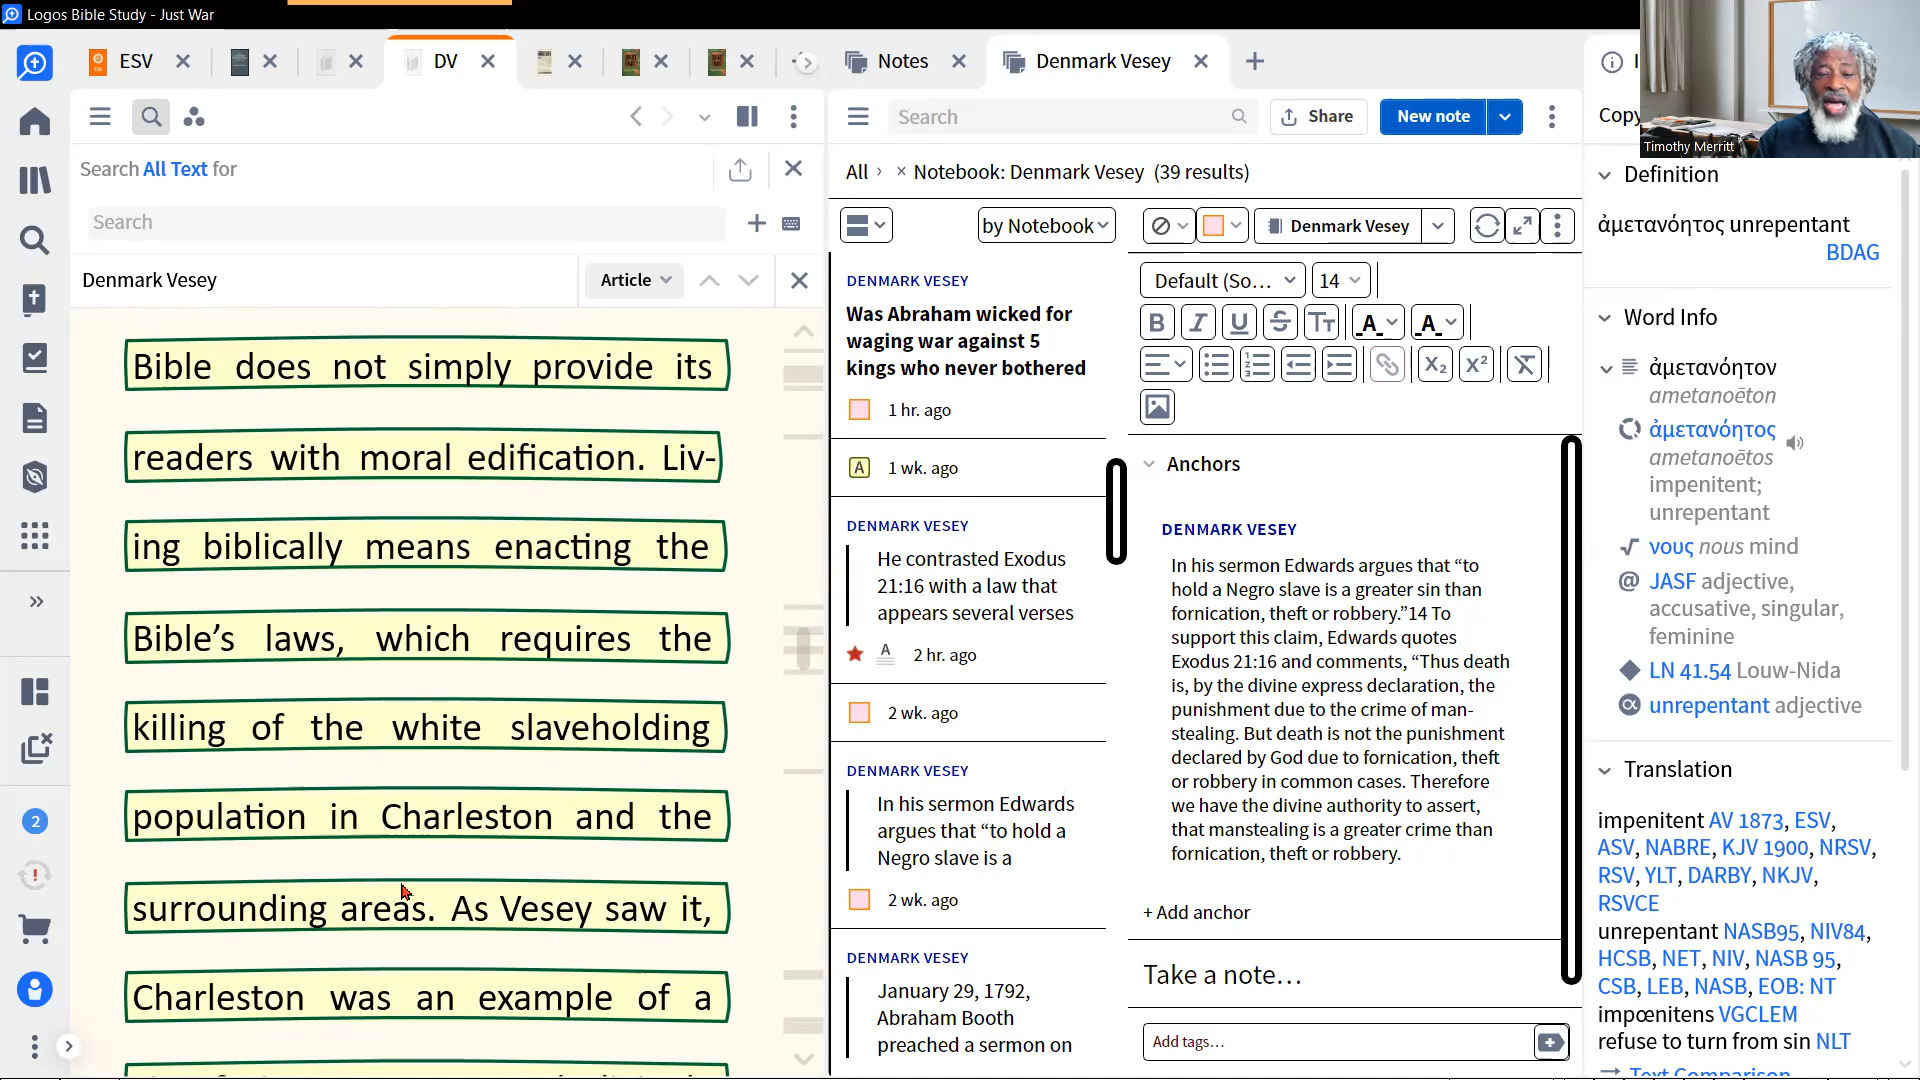 Logos Bible Study - Just War
ESV
DV
Notes
Denmark Vesey
Search
Share
New note
Copy
Timothy Merritt
Search All Text for
Search
Denmark Vesey
Article
Bible does not simply provide its
readers with moral edification. Liv-
ing biblically means enacting the
Bible's laws, which requires the
killing of the white slaveholding
population in Charleston and the
surrounding areas. As Vesey saw it,
Charleston was an example of a
2
All › × Notebook: Denmark Vesey (39 results)
by Notebook
DENMARK VESEY
Was Abraham wicked for
waging war against 5
kings who never bothered
1 hr. ago
A 1 wk. ago
DENMARK VESEY
He contrasted Exodus
21:16 with a law that
appears several verses
A 2 hr. ago
2 wk. ago
DENMARK VESEY
In his sermon Edwards
argues that “to hold a
Negro slave is a
2 wk. ago
DENMARK VESEY
January 29, 1792,
Abraham Booth
preached a sermon on
Denmark Vesey
Default (So... 14
B I U S TT A A
X₂ X²
Anchors
DENMARK VESEY
In his sermon Edwards argues that “to
hold a Negro slave is a greater sin than
fornication, theft or robbery.”14 To
support this claim, Edwards quotes
Exodus 21:16 and comments, “Thus death
is, by the divine express declaration, the
punishment due to the crime of man-
stealing. But death is not the punishment
declared by God due to fornication, theft
or robbery in common cases. Therefore
we have the divine authority to assert,
that manstealing is a greater crime than
fornication, theft or robbery.
+ Add anchor
Take a note...
Add tags...
Definition
ἀμετανόητος unrepentant
BDAG
Word Info
ἀμετανόητον
ametanoēton
ἀμετανόητος
ametanoētos
impenitent;
unrepentant
νους nous mind
@ JASF adjective,
accusative, singular,
feminine
LN 41.54 Louw-Nida
unrepentant adjective
Translation
impenitent AV 1873, ESV,
ASV, NABRE, KJV 1900, NRSV,
RSV, YLT, DARBY, NKJV,
RSVCE
unrepentant NASB95, NIV84,
HCSB, NET, NIV, NASB 95,
CSB, LEB, NASB, EOB: NT
impœnitens VGCLEM
refuse to turn from sin NLT
Text Comparison